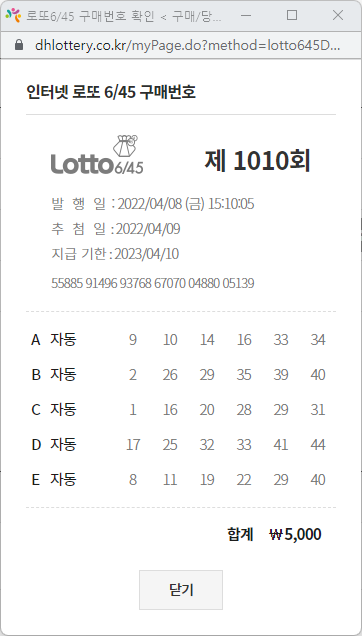 로또6/45 구매번호 확인 < 구매/당...
dhlottery.co.kr/myPage.do?method=lotto645D...
인터넷 로또 6/45 구매번호
Lotto6/45 제 1010회
발 행 일 : 2022/04/08 (금) 15:10:05
추 첨 일 : 2022/04/09
지급 기한 : 2023/04/10
55885 91496 93768 67070 04880 05139
A 자동 9 10 14 16 33 34
B 자동 2 26 29 35 39 40
C 자동 1 16 20 28 29 31
D 자동 17 25 32 33 41 44
E 자동 8 11 19 22 29 40
합계 ₩5,000
닫기